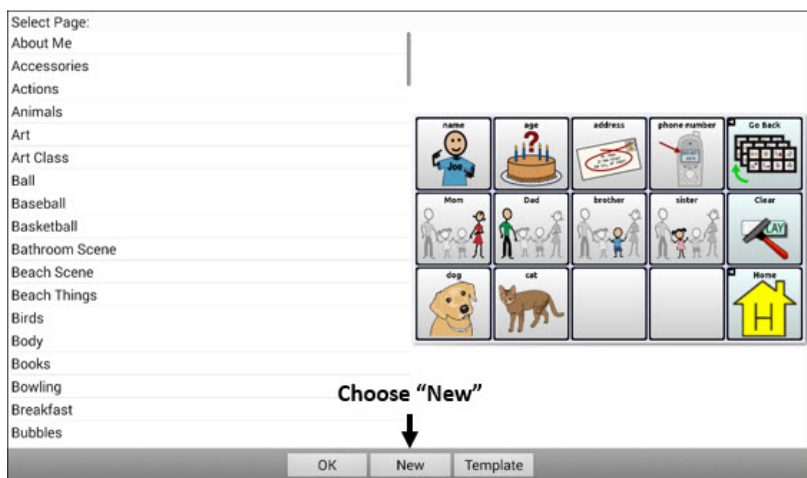 Select Page:
About Me
Accessories
Actions
Animals
Art
Art Class
Ball
Baseball
Basketball
Bathroom Scene
Beach Scene
Beach Things
Birds
Body
Books
Bowling
Breakfast
Bubbles
name age address phone number Go Back
Joe
Mom Dad brother sister Clear
LAY
dog cat Home
H
Choose “New”
OK New Template